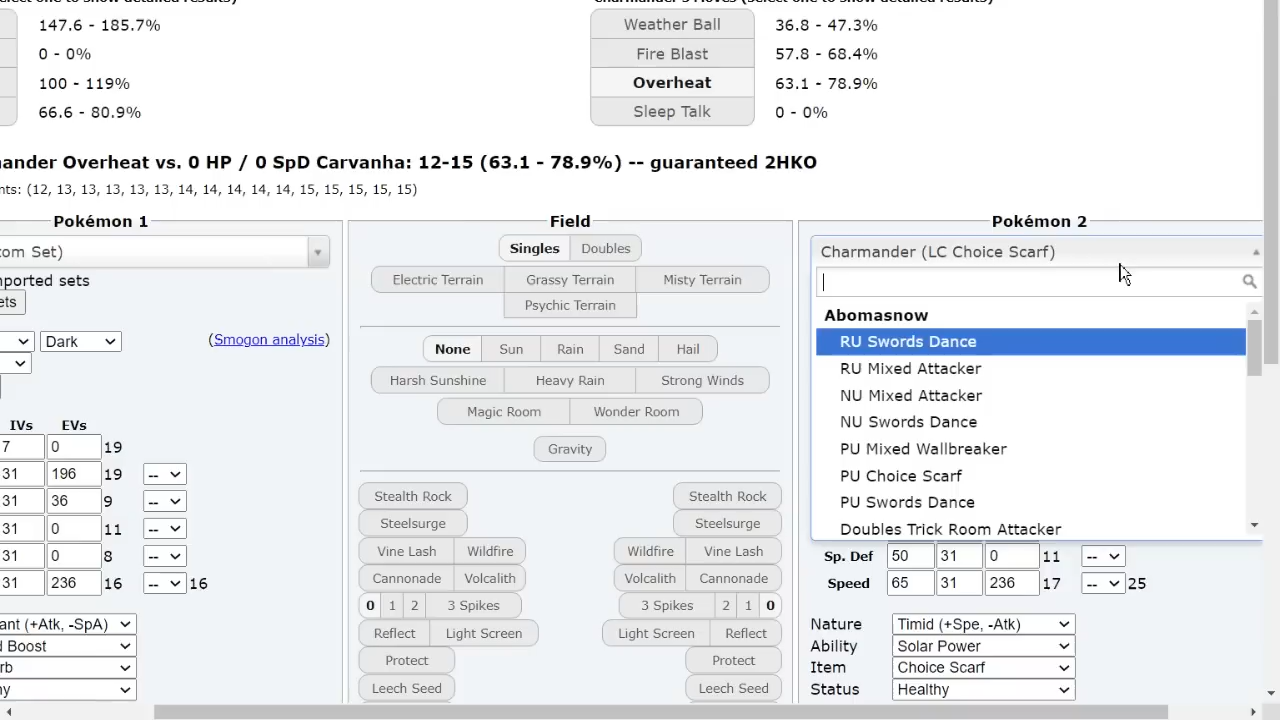 147.6 - 185.7%
0 - 0%
100 - 119%
66.6 - 80.9%
Weather Ball 36.8 - 47.3%
Fire Blast 57.8 - 68.4%
Overheat 63.1 - 78.9%
Sleep Talk 0 - 0%
ander Overheat vs. 0 HP / 0 SpD Carvanha: 12-15 (63.1 - 78.9%) -- guaranteed 2HKO
nts: (12, 13, 13, 13, 13, 13, 14, 14, 14, 14, 14, 15, 15, 15, 15, 15)
Pokémon 1
om Set)
ported sets
ets
Dark
(Smogon analysis)
IVs EVs
7 0 19
31 196 19 --
31 36 9 --
31 0 11 --
31 0 8 --
31 236 16 -- 16
ant (+Atk, -SpA)
d Boost
rb
hy
Field
Singles Doubles
Electric Terrain Grassy Terrain Misty Terrain
Psychic Terrain
None Sun Rain Sand Hail
Harsh Sunshine Heavy Rain Strong Winds
Magic Room Wonder Room
Gravity
Stealth Rock Stealth Rock
Steelsurge Steelsurge
Vine Lash Wildfire Wildfire Vine Lash
Cannonade Volcalith Volcalith Cannonade
0 1 2 3 Spikes 3 Spikes 2 1 0
Reflect Light Screen Light Screen Reflect
Protect Protect
Leech Seed Leech Seed
Pokémon 2
Charmander (LC Choice Scarf)
Abomasnow
RU Swords Dance
RU Mixed Attacker
NU Mixed Attacker
NU Swords Dance
PU Mixed Wallbreaker
PU Choice Scarf
PU Swords Dance
Doubles Trick Room Attacker
Sp. Def 50 31 0 11 --
Speed 65 31 236 17 -- 25
Nature Timid (+Spe, -Atk)
Ability Solar Power
Item Choice Scarf
Status Healthy